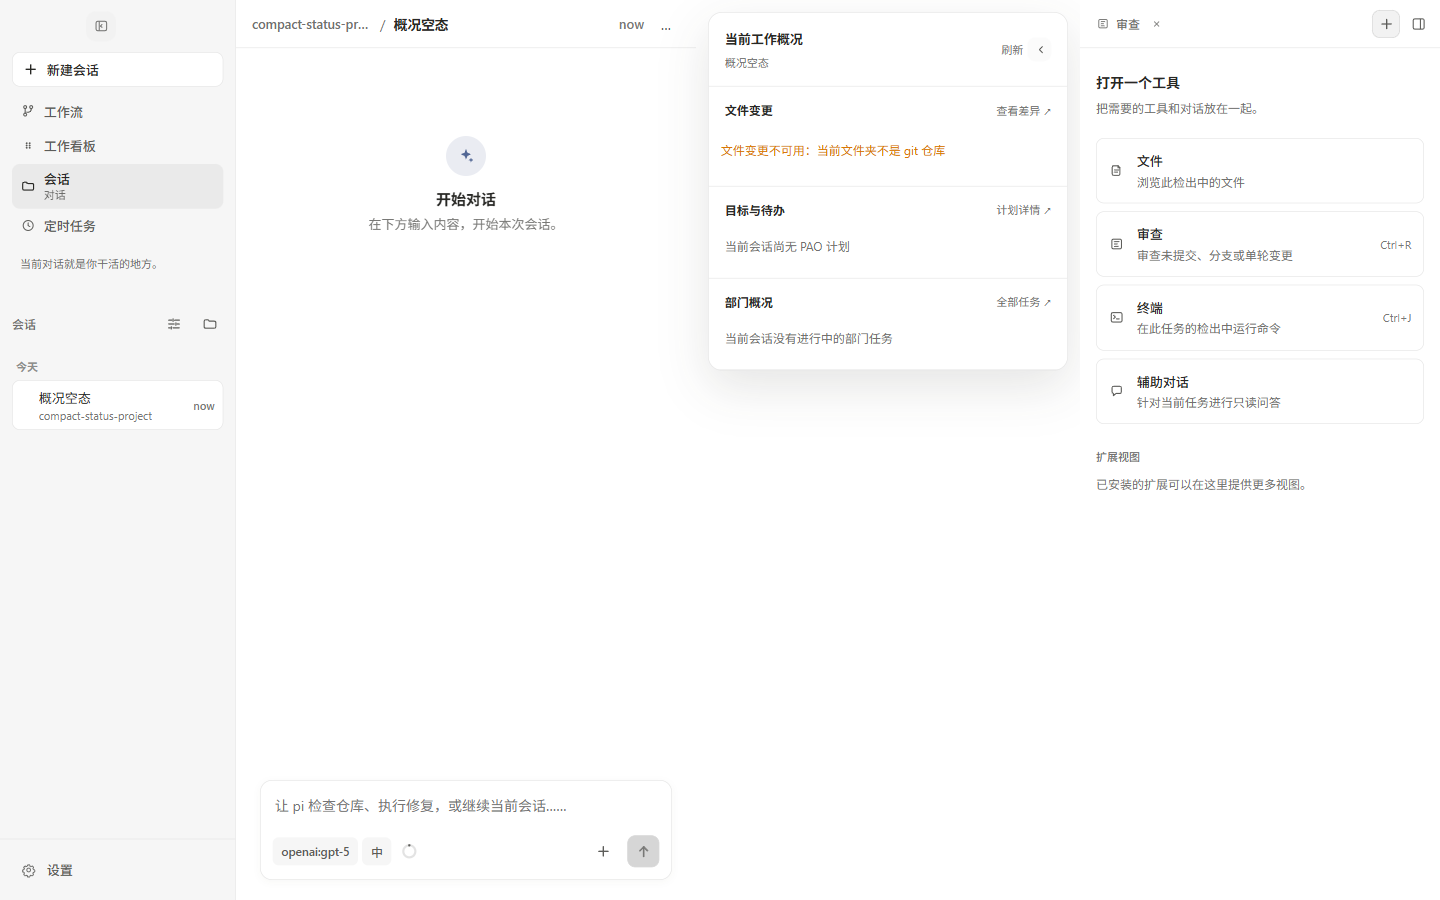 新建会话
工作流
工作看板
会话
对话
定时任务
当前对话就是你干活的地方。
会话
今天
概况空态
compact-status-project
now
设置
compact-status-pr... / 概况空态
now
...
开始对话
在下方输入内容，开始本次会话。
让 pi 检查仓库、执行修复，或继续当前会话......
openai:gpt-5
中
当前工作概况
概况空态
刷新
文件变更
查看差异 ↗
文件变更不可用：当前文件夹不是 git 仓库
目标与待办
计划详情 ↗
当前会话尚无 PAO 计划
部门概况
全部任务 ↗
当前会话没有进行中的部门任务
审查 ×
打开一个工具
把需要的工具和对话放在一起。
文件
浏览此检出中的文件
审查
审查未提交、分支或单轮变更
Ctrl+R
终端
在此任务的检出中运行命令
Ctrl+J
辅助对话
针对当前任务进行只读问答
扩展视图
已安装的扩展可以在这里提供更多视图。